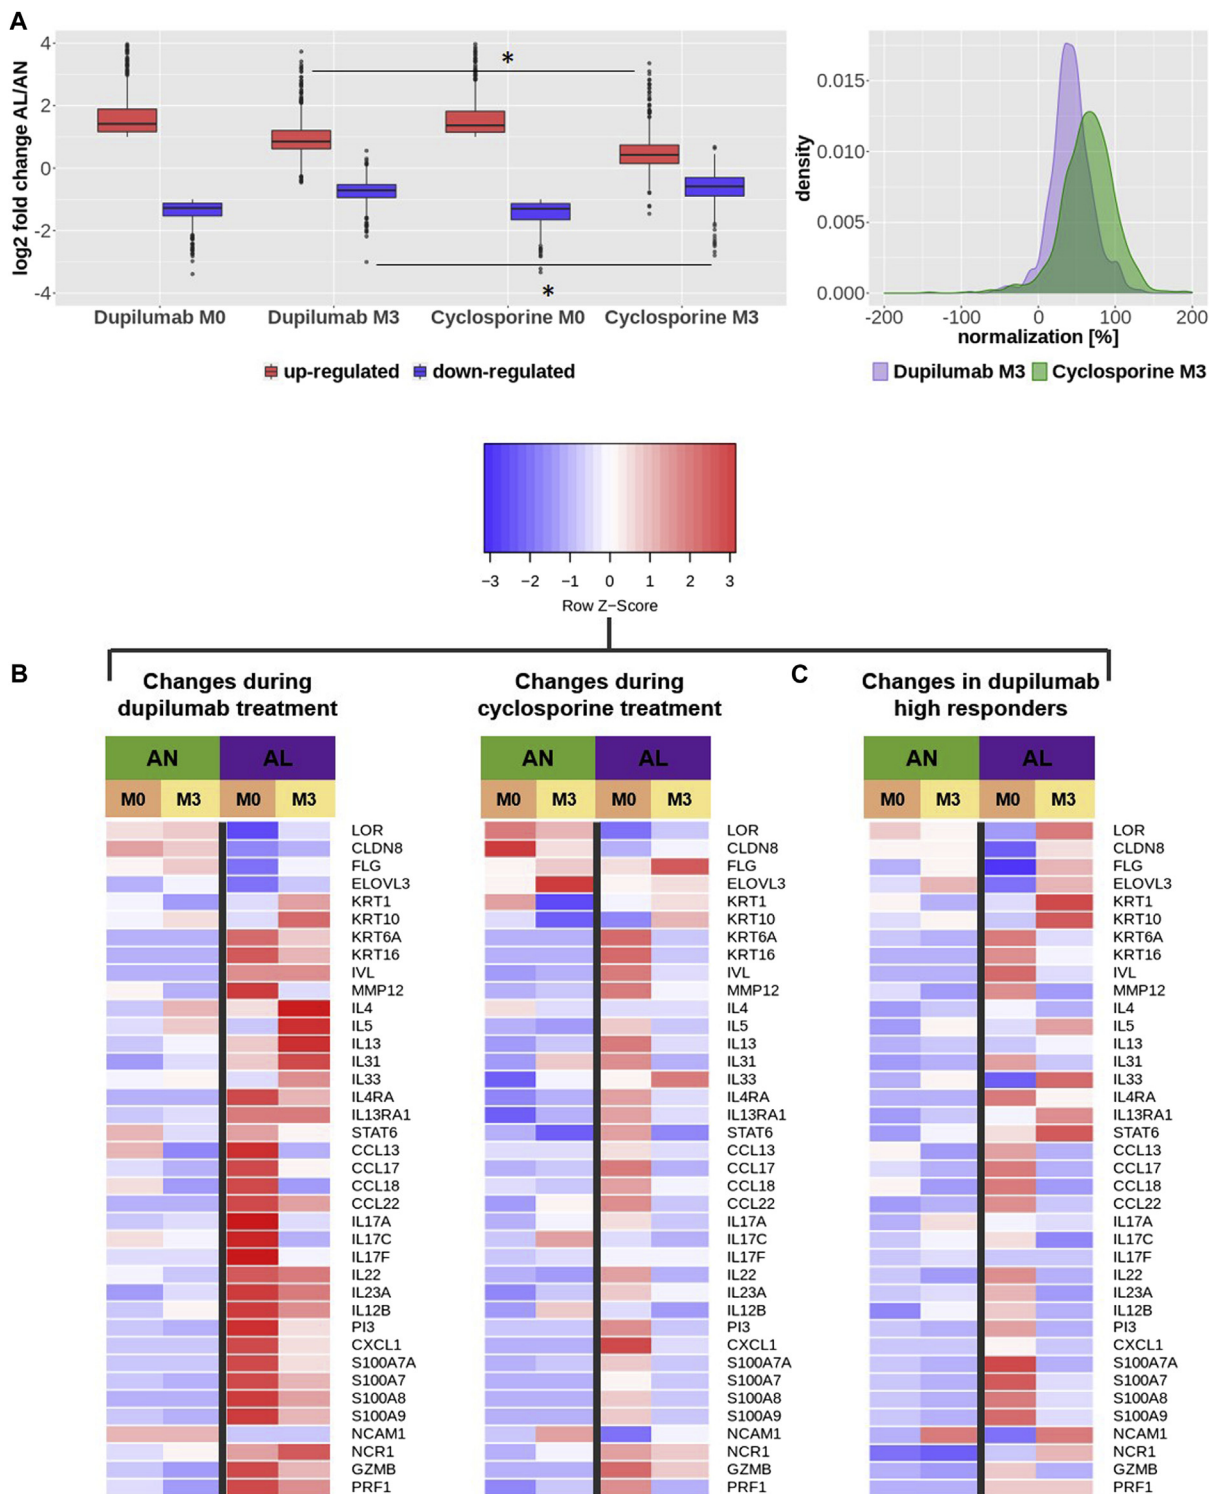 A
log2 fold change AL/AN
4
2
0
-2
-4
*
*
Dupilumab M0
Dupilumab M3
Cyclosporine M0
Cyclosporine M3
up-regulated
down-regulated
density
0.015
0.010
0.005
0.000
-200
-100
0
100
200
normalization [%]
Dupilumab M3
Cyclosporine M3
−3
−2
−1
0
1
2
3
Row Z−Score
B
Changes during
dupilumab treatment
AN
AL
M0
M3
M0
M3
LOR
CLDN8
FLG
ELOVL3
KRT1
KRT10
KRT6A
KRT16
IVL
MMP12
IL4
IL5
IL13
IL31
IL33
IL4RA
IL13RA1
STAT6
CCL13
CCL17
CCL18
CCL22
IL17A
IL17C
IL17F
IL22
IL23A
IL12B
PI3
CXCL1
S100A7A
S100A7
S100A8
S100A9
NCAM1
NCR1
GZMB
PRF1
Changes during
cyclosporine treatment
AN
AL
M0
M3
M0
M3
LOR
CLDN8
FLG
ELOVL3
KRT1
KRT10
KRT6A
KRT16
IVL
MMP12
IL4
IL5
IL13
IL31
IL33
IL4RA
IL13RA1
STAT6
CCL13
CCL17
CCL18
CCL22
IL17A
IL17C
IL17F
IL22
IL23A
IL12B
PI3
CXCL1
S100A7A
S100A7
S100A8
S100A9
NCAM1
NCR1
GZMB
PRF1
C
Changes in dupilumab
high responders
AN
AL
M0
M3
M0
M3
LOR
CLDN8
FLG
ELOVL3
KRT1
KRT10
KRT6A
KRT16
IVL
MMP12
IL4
IL5
IL13
IL31
IL33
IL4RA
IL13RA1
STAT6
CCL13
CCL17
CCL18
CCL22
IL17A
IL17C
IL17F
IL22
IL23A
IL12B
PI3
CXCL1
S100A7A
S100A7
S100A8
S100A9
NCAM1
NCR1
GZMB
PRF1